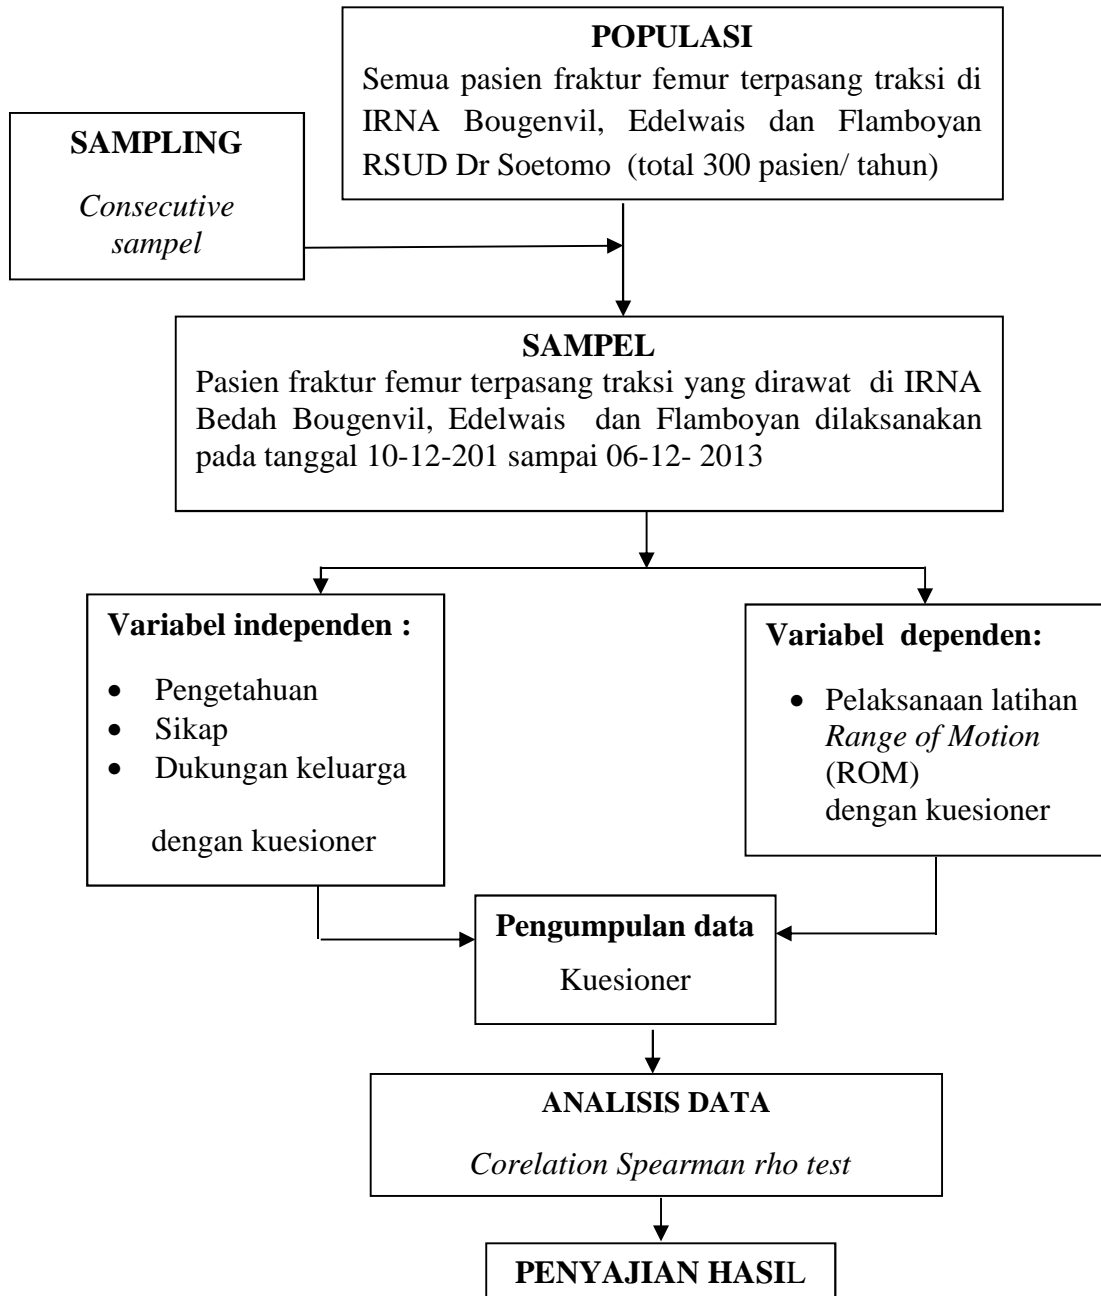 POPULASI
Semua pasien fraktur femur terpasang traksi di
IRNA Bougenvil, Edelwais dan Flamboyan
RSUD Dr Soetomo (total 300 pasien/ tahun)
SAMPLING
Consecutive
sampel
SAMPEL
Pasien fraktur femur terpasang traksi yang dirawat di IRNA
Bedah Bougenvil, Edelwais dan Flamboyan dilaksanakan
pada tanggal 10-12-201 sampai 06-12- 2013
Variabel independen :
• Pengetahuan
• Sikap
• Dukungan keluarga
dengan kuesioner
Variabel dependen:
• Pelaksanaan latihan
Range of Motion
(ROM)
dengan kuesioner
Pengumpulan data
Kuesioner
ANALISIS DATA
Corelation Spearman rho test
PENYAJIAN HASIL